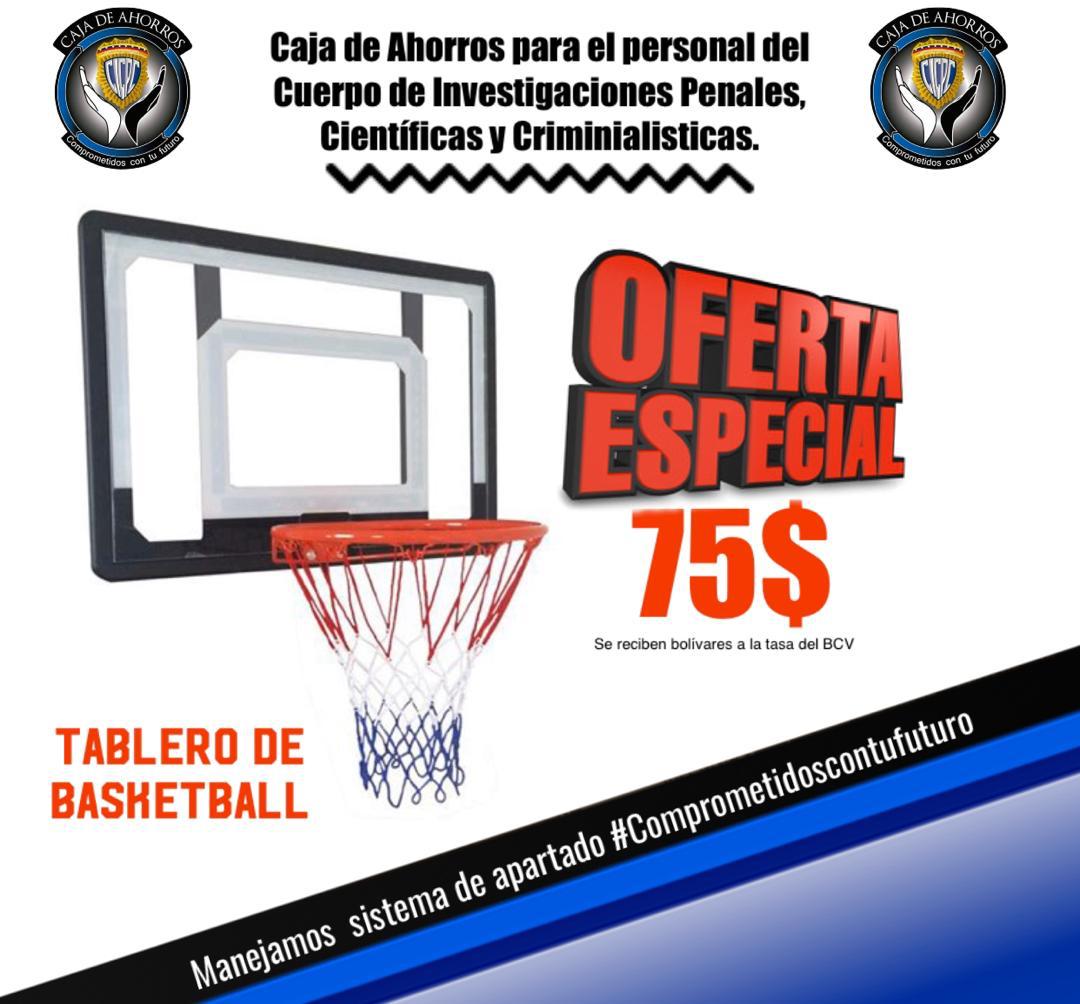 CAJA DE AHORROS
CICPC
Comprometidos con tu futuro
Caja de Ahorros para el personal del
Cuerpo de Investigaciones Penales,
Científicas y Criminialisticas.
CAJA DE AHORROS
CICPC
Comprometidos con tu futuro
OFERTA
ESPECIAL
75$
Se reciben bolívares a la tasa del BCV
TABLERO DE
BASKETBALL
Manejamos sistema de apartado #Comprometidoscontufuturo